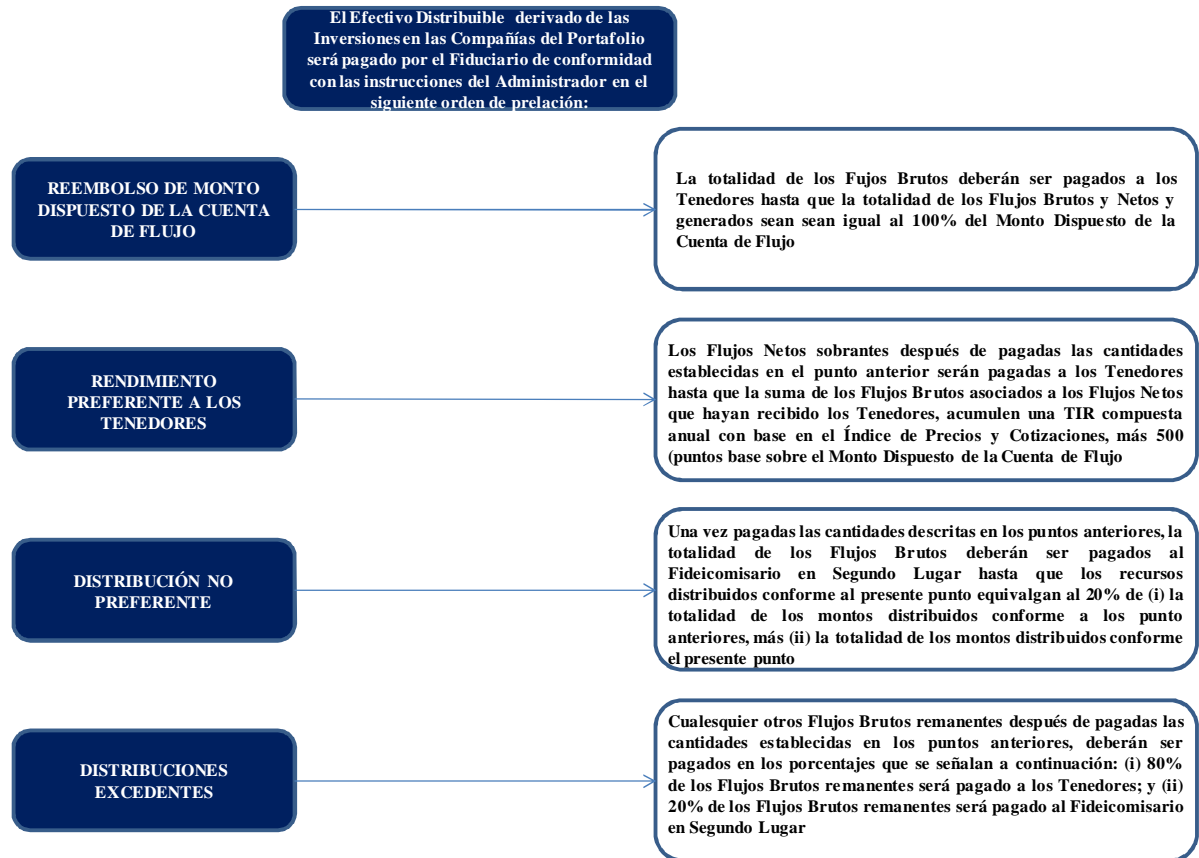 El Efectivo Distribuible derivado de las
Inversiones en las Compañías del Portafolio
será pagado por el Fiduciario de conformidad
con las instrucciones del Administrador en el
siguiente orden de prelación:
REEMBOLSO DE MONTO
DISPUESTO DE LA CUENTA
DE FLUJO
La totalidad de los Fujos Brutos deberán ser pagados a los
Tenedores hasta que la totalidad de los Flujos Brutos y Netos y
generados sean sean igual al 100% del Monto Dispuesto de la
Cuenta de Flujo
RENDIMIENTO
PREFERENTE A LOS
TENEDORES
Los Flujos Netos sobrantes después de pagadas las cantidades
establecidas en el punto anterior serán pagadas a los Tenedores
hasta que la suma de los Flujos Brutos asociados a los Flujos Netos
que hayan recibido los Tenedores, acumulen una TIR compuesta
anual con base en el Índice de Precios y Cotizaciones, más 500
(puntos base sobre el Monto Dispuesto de la Cuenta de Flujo
DISTRIBUCIÓN NO
PREFERENTE
Una vez pagadas las cantidades descritas en los puntos anteriores, la
totalidad de los Flujos Brutos deberán ser pagados al
Fideicomisario en Segundo Lugar hasta que los recursos
distribuidos conforme al presente punto equivalgan al 20% de (i) la
totalidad de los montos distribuidos conforme a los punto
anteriores, más (ii) la totalidad de los montos distribuidos conforme
el presente punto
DISTRIBUCIONES
EXCEDENTES
Cualesquier otros Flujos Brutos remanentes después de pagadas las
cantidades establecidas en los puntos anteriores, deberán ser
pagados en los porcentajes que se señalan a continuación: (i) 80%
de los Flujos Brutos remanentes será pagado a los Tenedores; y (ii)
20% de los Flujos Brutos remanentes será pagado al Fideicomisario
en Segundo Lugar